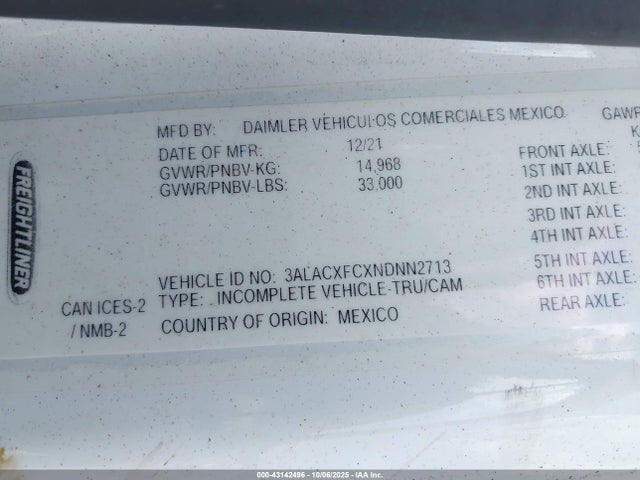 MFD BY: DAIMLER VEHICULOS COMERCIALES MEXICO
DATE OF MFR: 12/21
GVWR/PNBV-KG: 14,968
GVWR/PNBV-LBS: 33,000
GAWR
FRONT AXLE:
1ST INT AXLE:
2ND INT AXLE:
3RD INT AXLE:
4TH INT AXLE:
5TH INT AXLE:
6TH INT AXLE:
REAR AXLE:
FREIGHTLINER
VEHICLE ID NO: 3ALACXFCXNDNN2713
TYPE: INCOMPLETE VEHICLE-TRU/CAM
COUNTRY OF ORIGIN: MEXICO
CAN ICES-2
/ NMB-2
000-43142496 - 10/06/2025 - IAA Inc.